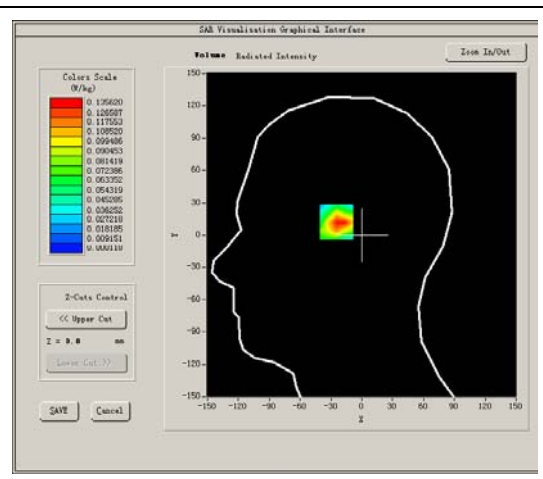 SAR Visualisation Graphical Interface
Volume Radiated Intensity
Zoom In/Out
Colors Scale
(W/kg)
0.135620
0.126587
0.117553
0.108520
0.099486
0.090453
0.081419
0.072386
0.063352
0.054319
0.045285
0.036252
0.027218
0.018185
0.009151
0.000118
Z-Cuts Control
<< Upper Cut
Z = 0.0 mm
Lower Cut >>
SAVE
Cancel
150
120
90
60
30
0
-30
-60
-90
-120
-150
Y
-150 -120 -90 -60 -30 0 30 60 90 120 150
X